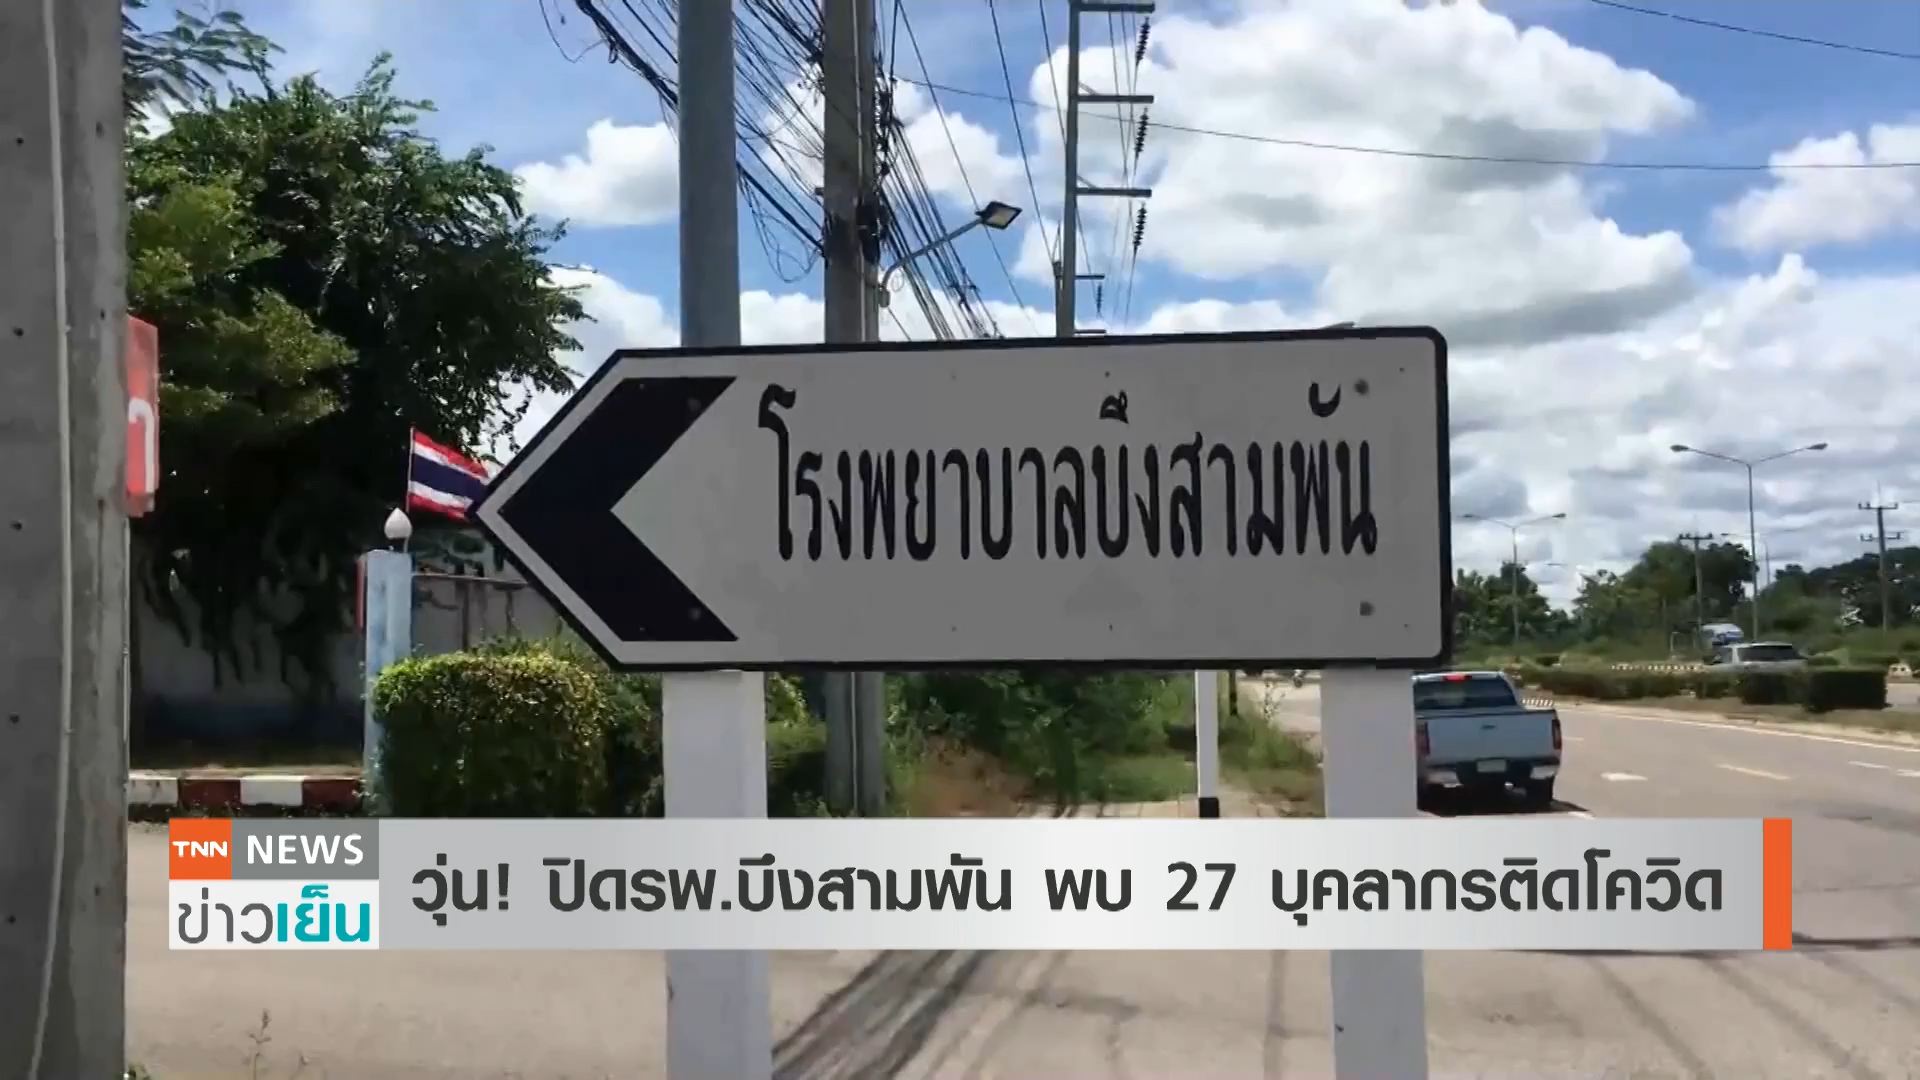 โรงพยาบาลบึงสามพัน
TNN NEWS
ข่าวเย็น
วุ่น! ปิดรพ.บึงสามพัน พบ 27 บุคลากรติดโควิด